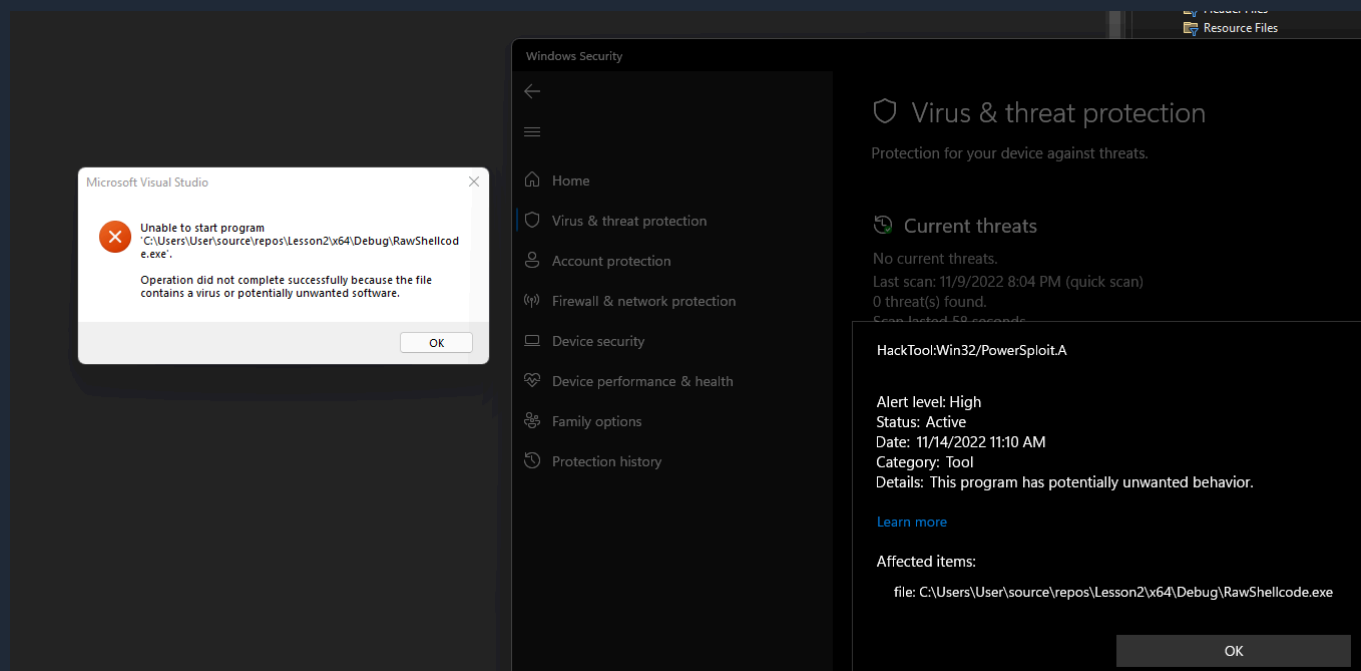 Header Files
Resource Files
Windows Security
Virus & threat protection
Protection for your device against threats.
Microsoft Visual Studio
Unable to start program
'C:\Users\User\source\repos\Lesson2\x64\Debug\RawShellcod
e.exe'.
Operation did not complete successfully because the file
contains a virus or potentially unwanted software.
OK
Home
Virus & threat protection
Account protection
Firewall & network protection
Device security
Device performance & health
Family options
Protection history
Current threats
No current threats.
Last scan: 11/9/2022 8:04 PM (quick scan)
0 threat(s) found.
Scan lasted 58 seconds
HackTool:Win32/PowerSploit.A
Alert level: High
Status: Active
Date: 11/14/2022 11:10 AM
Category: Tool
Details: This program has potentially unwanted behavior.
Learn more
Affected items:
file: C:\Users\User\source\repos\Lesson2\x64\Debug\RawShellcode.exe
OK